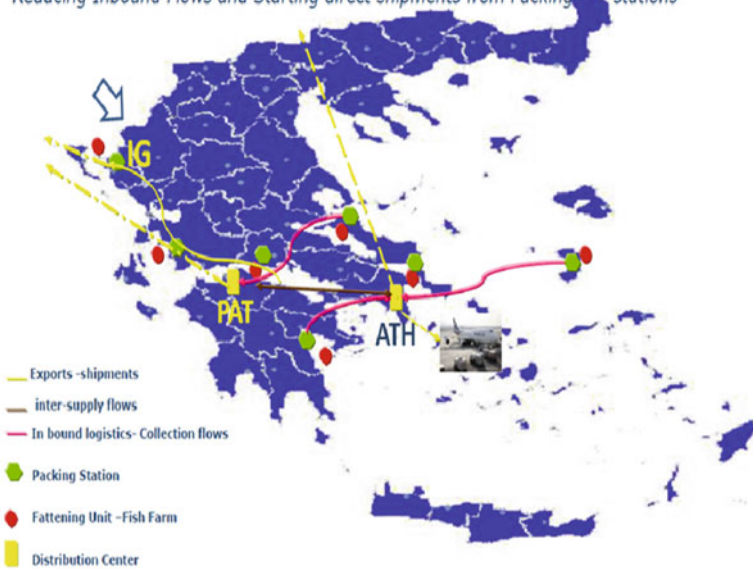 Reducing Inbound Flows and Starting direct shipments from Packing Stations
IG
PAT
ATH
Exports -shipments
inter-supply flows
In bound logistics- Collection flows
Packing Station
Fattening Unit -Fish Farm
Distribution Center